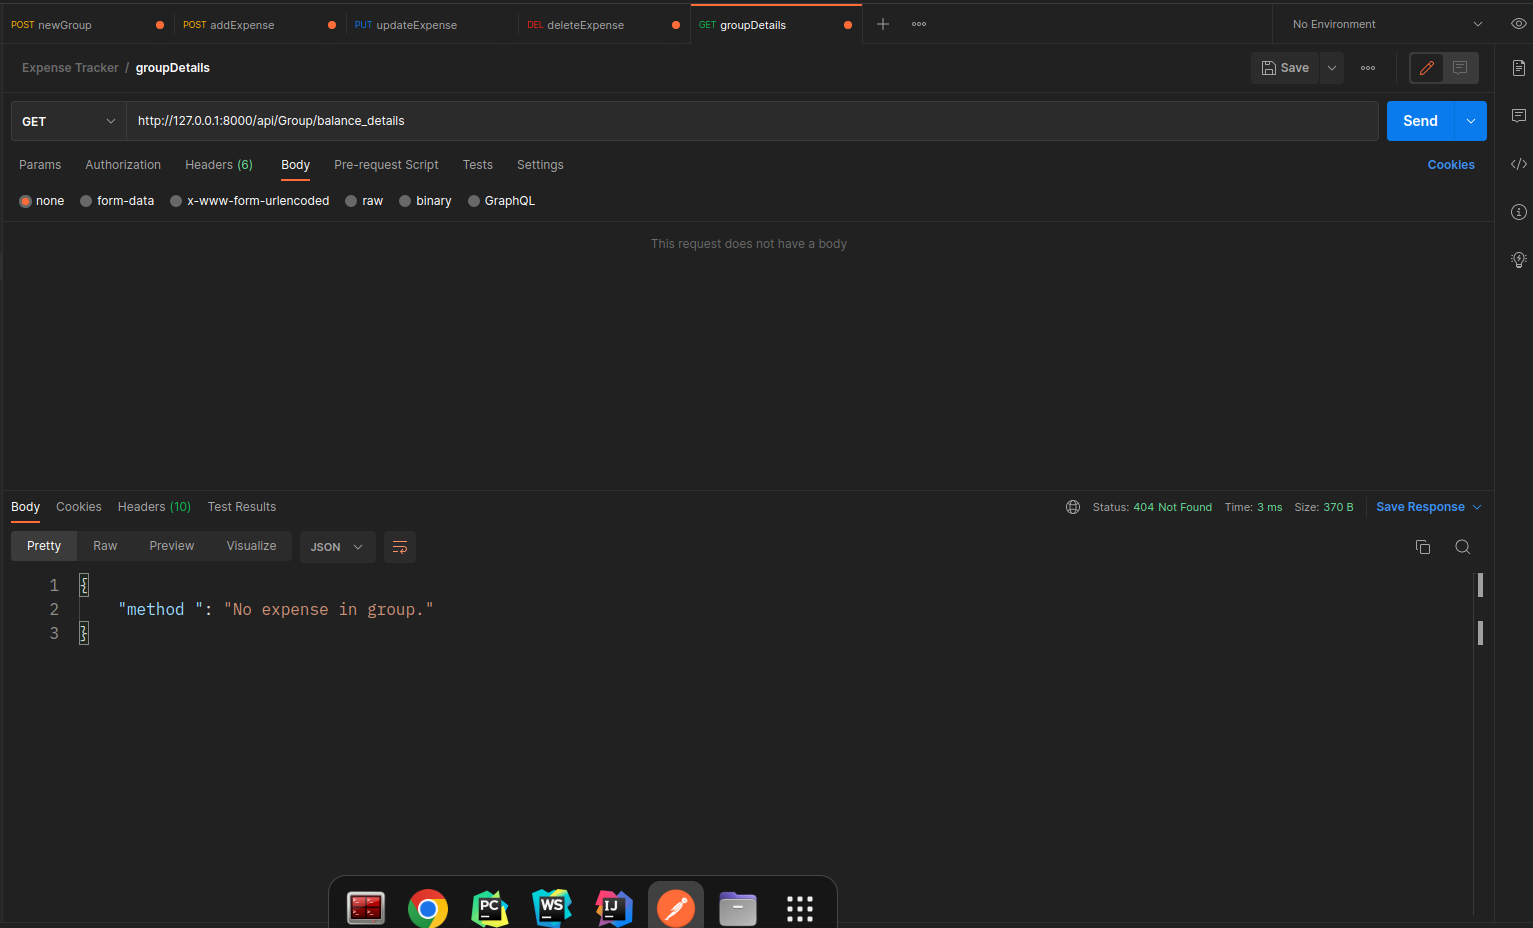 POST newGroup POST addExpense PUT updateExpense DEL deleteExpense GET groupDetails No Environment
Expense Tracker / groupDetails Save
GET http://127.0.0.1:8000/api/Group/balance_details Send
Params Authorization Headers (6) Body Pre-request Script Tests Settings Cookies
none form-data x-www-form-urlencoded raw binary GraphQL
This request does not have a body
Body Cookies Headers (10) Test Results Status: 404 Not Found Time: 3 ms Size: 370 B Save Response
Pretty Raw Preview Visualize JSON
1 {
2 "method ": "No expense in group."
3 }
PC WS IJ